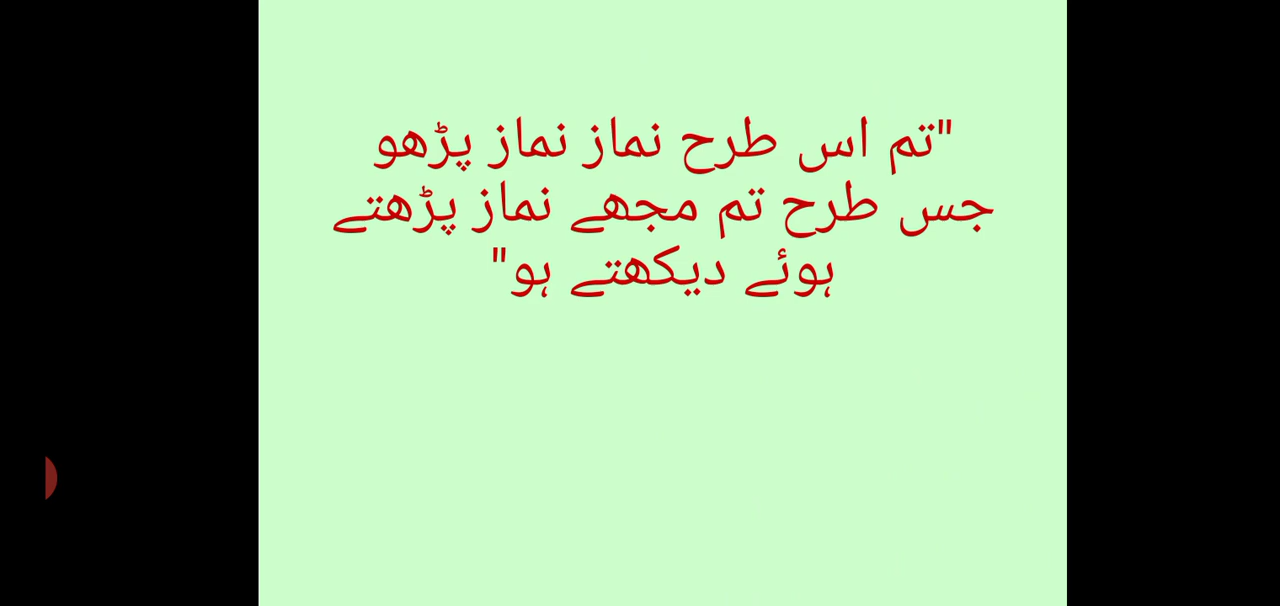 "تم اس طرح نماز نماز پڑھو
جس طرح تم مجھے نماز پڑھتے
ہوئے دیکھتے ہو"